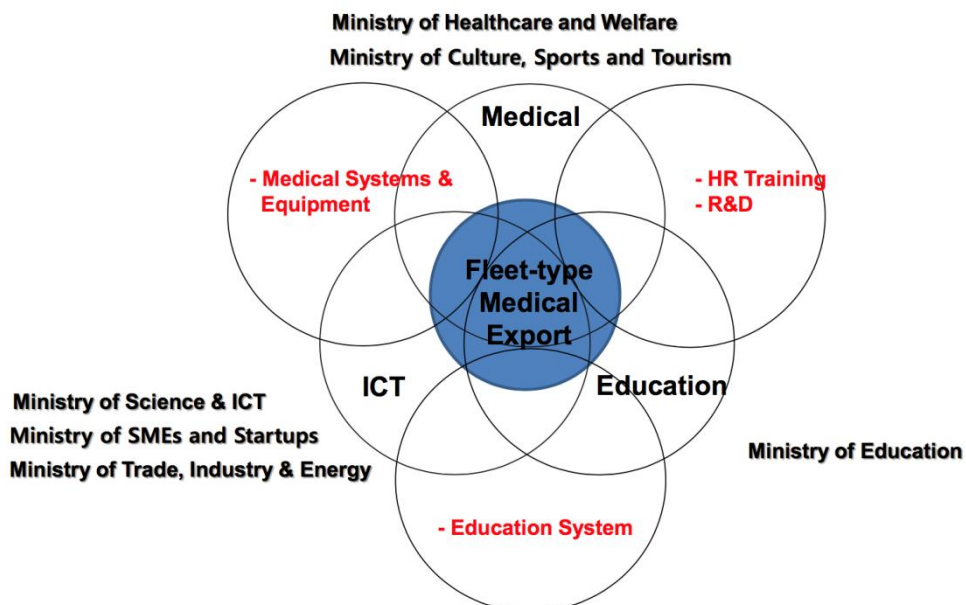 Ministry of Healthcare and Welfare
Ministry of Culture, Sports and Tourism
Medical
- Medical Systems &
Equipment
- HR Training
- R&D
Fleet-type
Medical
Export
ICT
Education
Ministry of Science & ICT
Ministry of SMEs and Startups
Ministry of Trade, Industry & Energy
Ministry of Education
- Education System